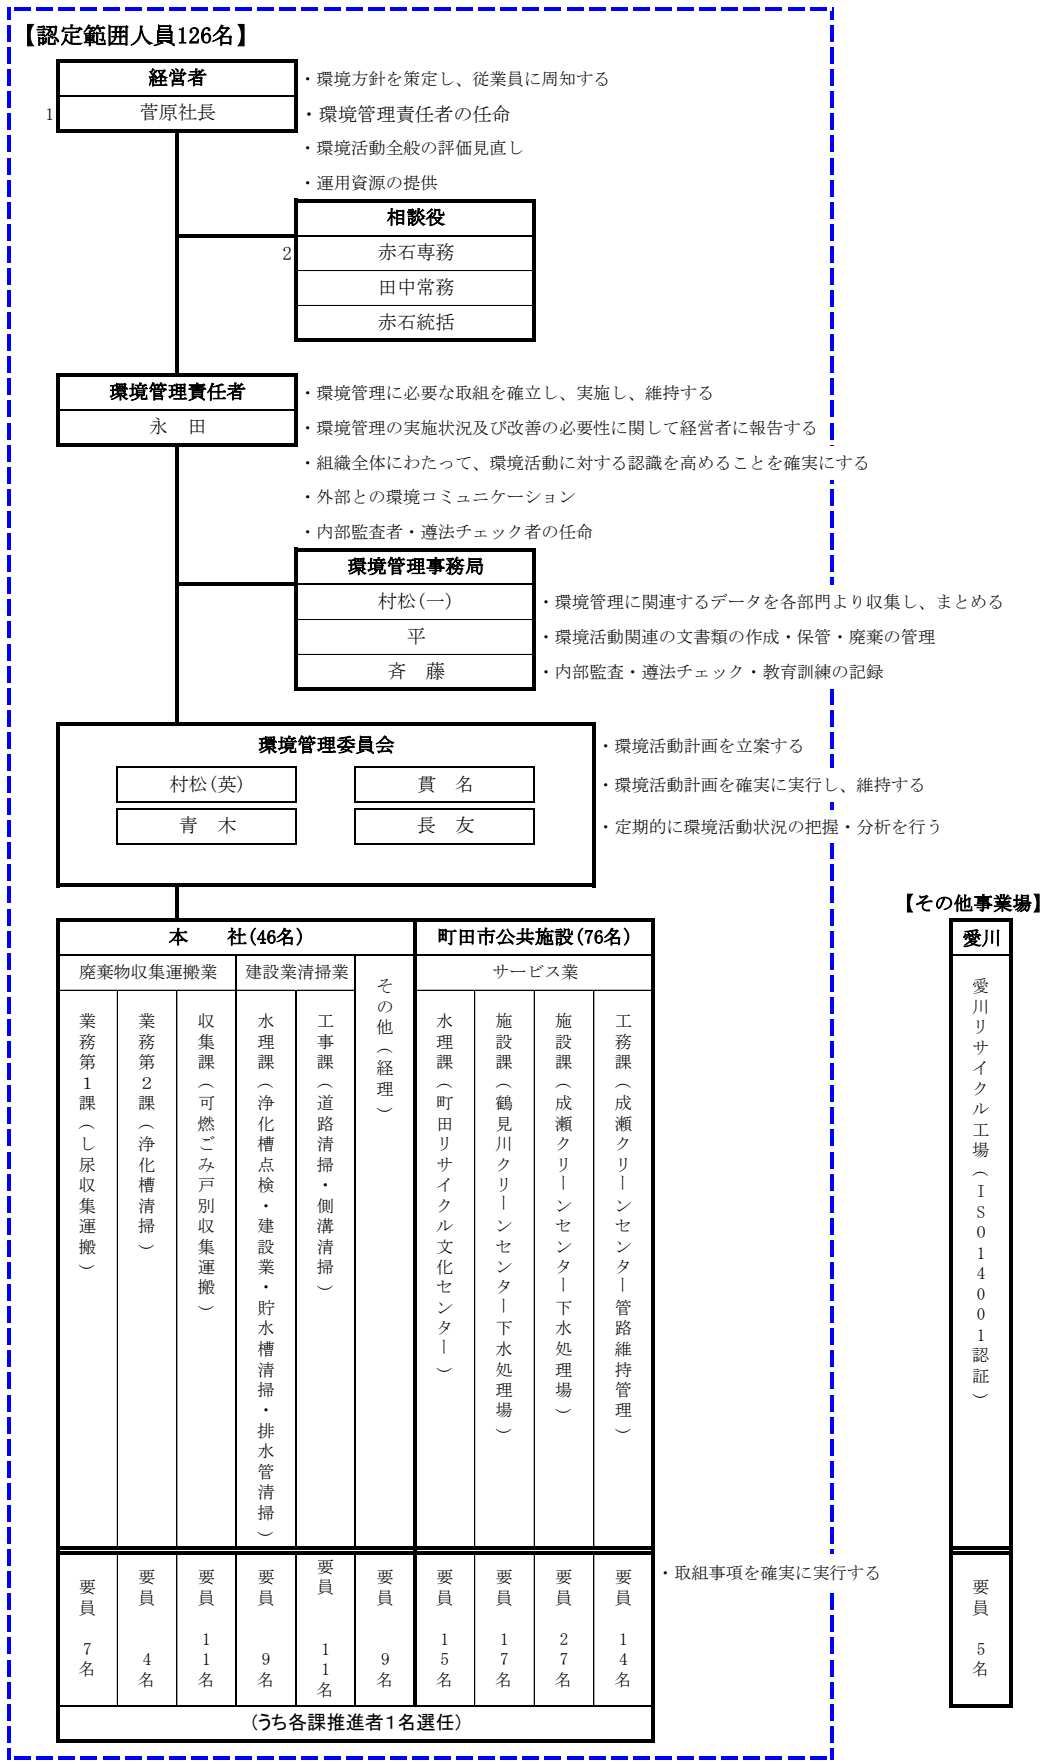 【認定範囲人員126名】
経営者
・環境方針を策定し、従業員に周知する
1
菅原社長
・環境管理責任者の任命
・環境活動全般の評価見直し
・運用資源の提供
相談役
2
赤石専務
田中常務
赤石統括
環境管理責任者
・環境管理に必要な取組を確立し、実施し、維持する
永　田
・環境管理の実施状況及び改善の必要性に関して経営者に報告する
・組織全体にわたって、環境活動に対する認識を高めることを確実にする
・外部との環境コミュニケーション
・内部監査者・遵法チェック者の任命
環境管理事務局
村松(一)
・環境管理に関連するデータを各部門より収集し、まとめる
平
・環境活動関連の文書類の作成・保管・廃棄の管理
斉　藤
・内部監査・遵法チェック・教育訓練の記録
環境管理委員会
・環境活動計画を立案する
村松(英)
貫　名
・環境活動計画を確実に実行し、維持する
青　木
長　友
・定期的に環境活動状況の把握・分析を行う
【その他事業場】
本　　社(46名)
町田市公共施設(76名)
愛川
廃棄物収集運搬業
建設業清掃業
サービス業
業務第1課(し尿収集運搬)
業務第2課(浄化槽清掃)
収集課(可燃ごみ戸別収集運搬)
水理課(浄化槽点検・建設業・貯水槽清掃・排水管清掃)
工事課(道路清掃・側溝清掃)
その他(経理)
水理課(町田リサイクル文化センター)
施設課(鶴見川クリーンセンター下水処理場)
施設課(成瀬クリーンセンター下水処理場)
工務課(成瀬クリーンセンター管路維持管理)
愛川リサイクル工場(ISO14001認証)
要員　7名
要員　4名
要員　11名
要員　9名
要員　11名
要員　9名
要員　15名
要員　17名
要員　27名
要員　14名
・取組事項を確実に実行する
要員　5名
(うち各課推進者1名選任)